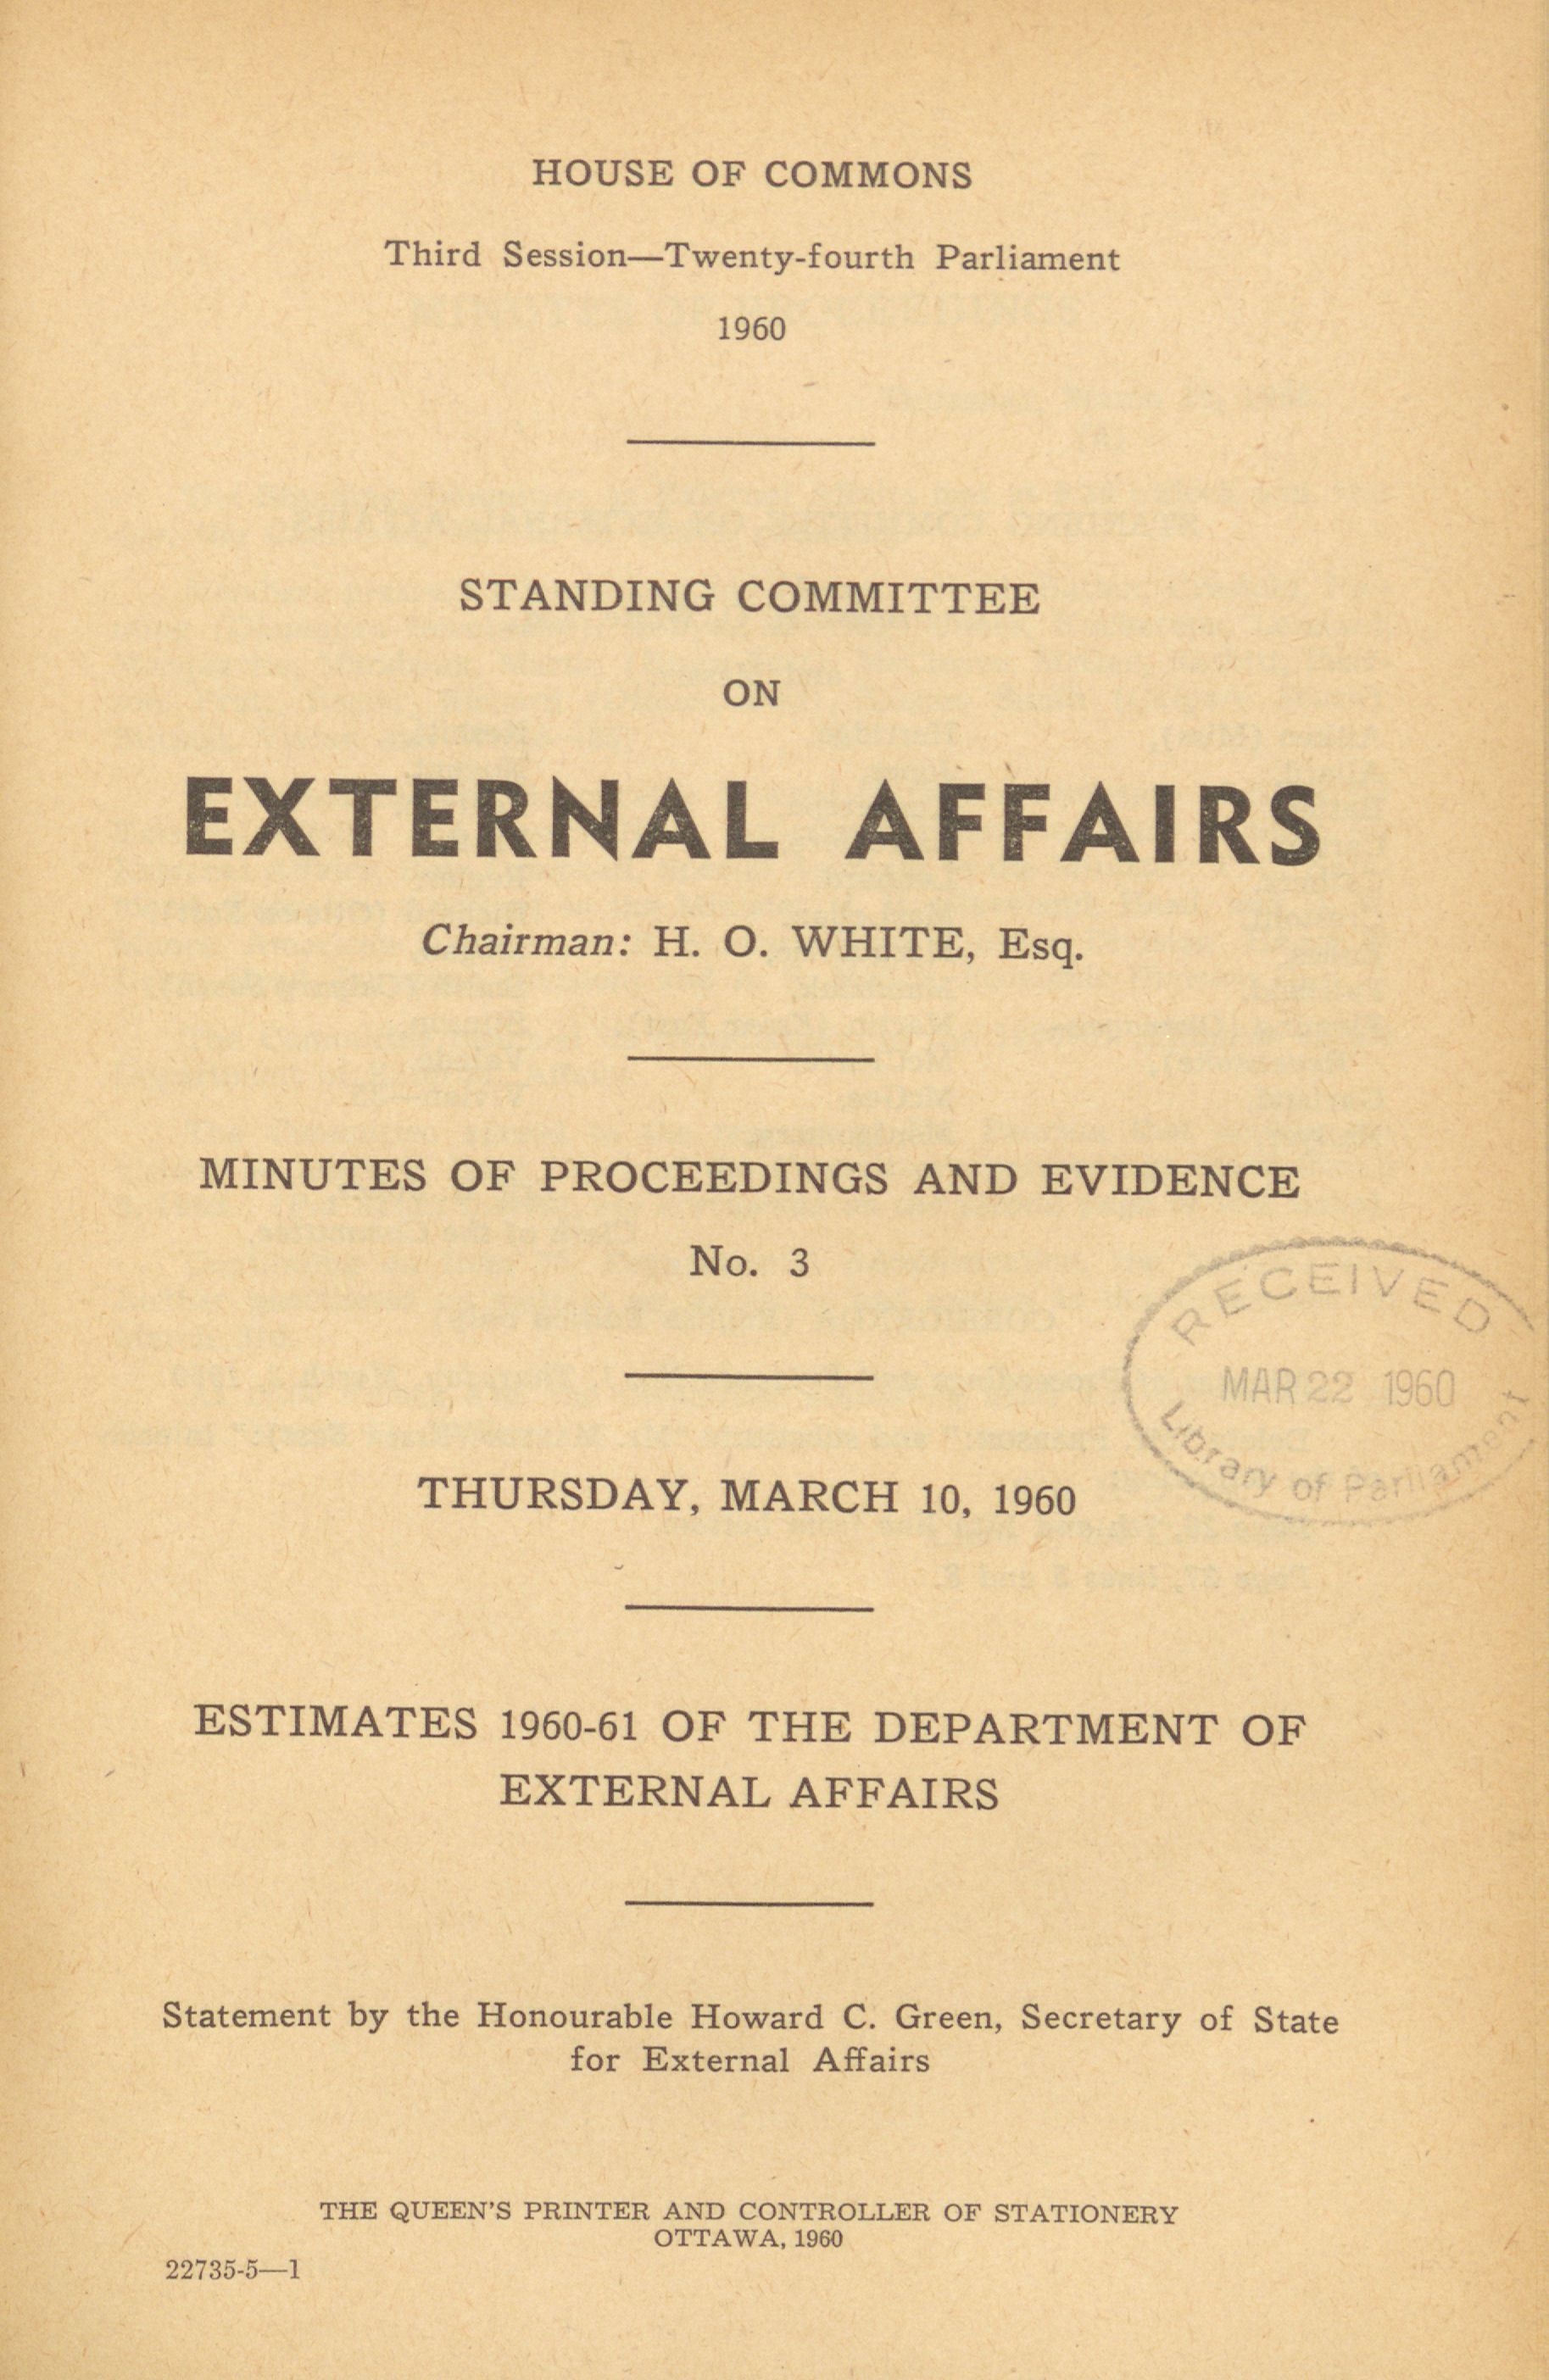 HOUSE OF COMMONS
Third Session—Twenty-fourth Parliament
1960
STANDING COMMITTEE
ON
EXTERNAL AFFAIRS
Chairman: H. O. WHITE, Esq.
MINUTES OF PROCEEDINGS AND EVIDENCE
No. 3
RECEIVED
MAR 22 1960
Library of Parliament
THURSDAY, MARCH 10, 1960
ESTIMATES 1960-61 OF THE DEPARTMENT OF
EXTERNAL AFFAIRS
Statement by the Honourable Howard C. Green, Secretary of State
for External Affairs
THE QUEEN'S PRINTER AND CONTROLLER OF STATIONERY
OTTAWA, 1960
22735-5—1